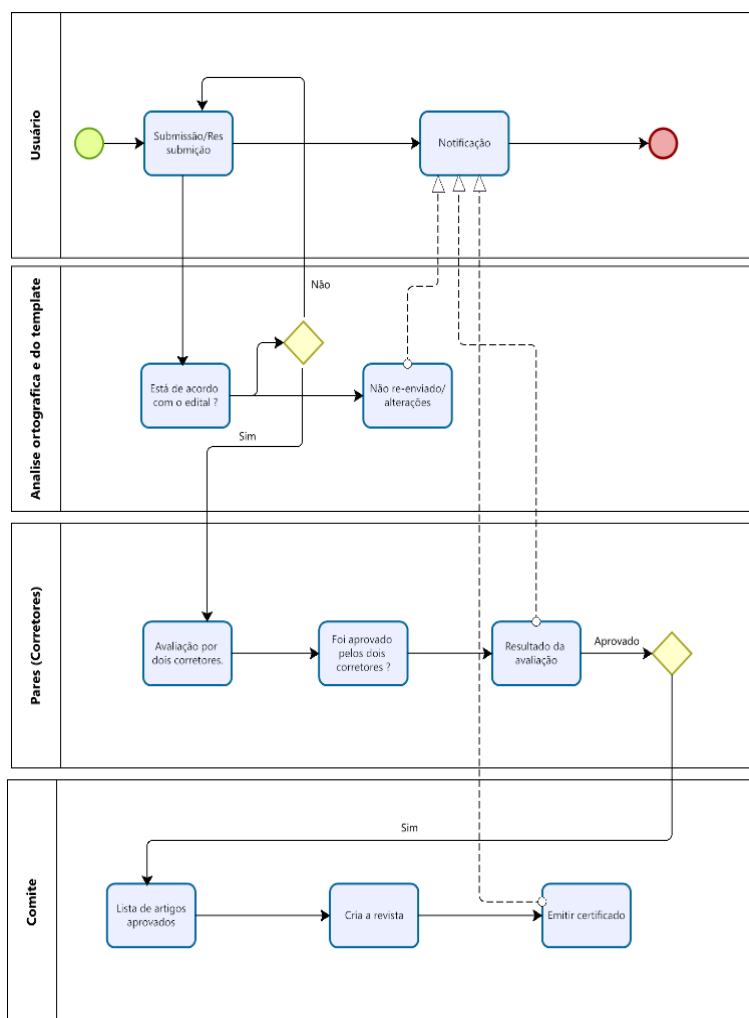 Usuário
Submissão/Res
submição
Notificação
Analise ortografica e do template
Não
Está de acordo
com o edital ?
Não re-enviado/
alterações
Sim
Pares (Corretores)
Avaliação por
dois corretores.
Foi aprovado
pelos dois
corretores ?
Resultado da
avaliação
Aprovado
Comite
Sim
Lista de artigos
aprovados
Cria a revista
Emitir certificado